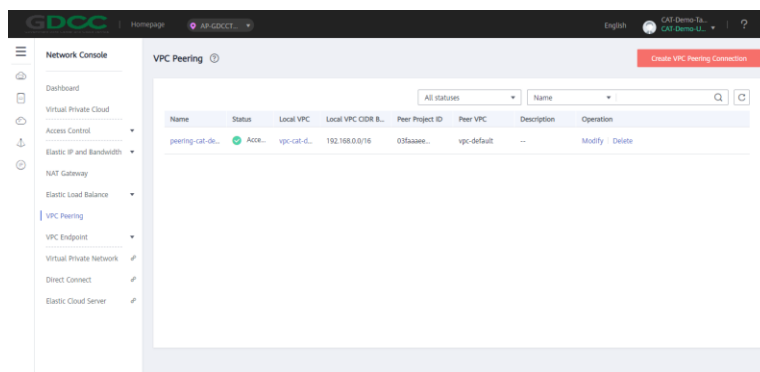 GDCC Homepage AP-GDCCT... English CAT-Demo-Ta... ?
CAT-Demo-U...
Network Console
VPC Peering ?
Create VPC Peering Connection
Dashboard
Virtual Private Cloud
Access Control
Elastic IP and Bandwidth
NAT Gateway
Elastic Load Balance
VPC Peering
VPC Endpoint
Virtual Private Network
Direct Connect
Elastic Cloud Server
All statuses Name
Name Status Local VPC Local VPC CIDR B... Peer Project ID Peer VPC Description Operation
peering-cat-de... Acce... vpc-cat-d... 192.168.0.0/16 03faaaee... vpc-default -- Modify Delete